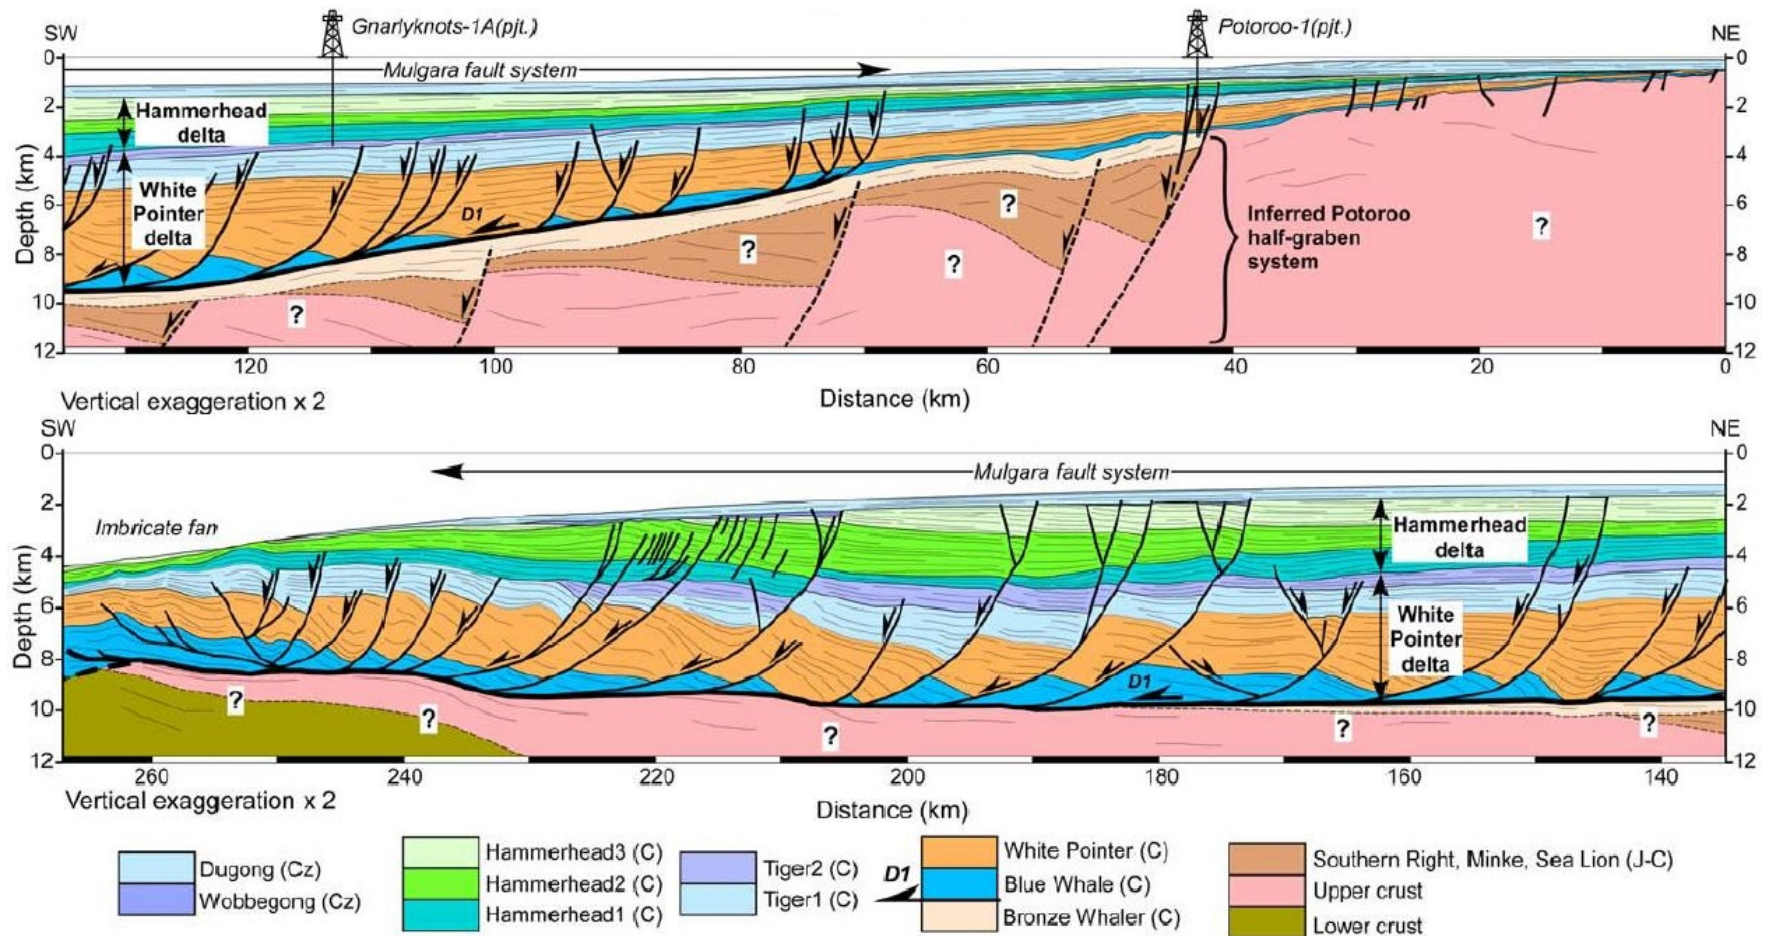 SW
Gnarlyknots-1A(pjt.)
Potoroo-1(pjt.)
NE
Mulgara fault system
Hammerhead
delta
White
Pointer
delta
D1
?
?
?
?
?
Inferred Potoroo
half-graben
system
Depth (km)
0
2
4
6
8
10
12
0
2
4
6
8
10
12
120
100
80
60
40
20
0
Vertical exaggeration x 2
Distance (km)
SW
NE
Mulgara fault system
Imbricate fan
Hammerhead
delta
White
Pointer
delta
D1
?
?
?
?
?
Depth (km)
0
2
4
6
8
10
12
0
2
4
6
8
10
12
260
240
220
200
180
160
140
Vertical exaggeration x 2
Distance (km)
Dugong (Cz)
Wobbegong (Cz)
Hammerhead3 (C)
Hammerhead2 (C)
Hammerhead1 (C)
Tiger2 (C)
Tiger1 (C)
D1
White Pointer (C)
Blue Whale (C)
Bronze Whaler (C)
Southern Right, Minke, Sea Lion (J-C)
Upper crust
Lower crust